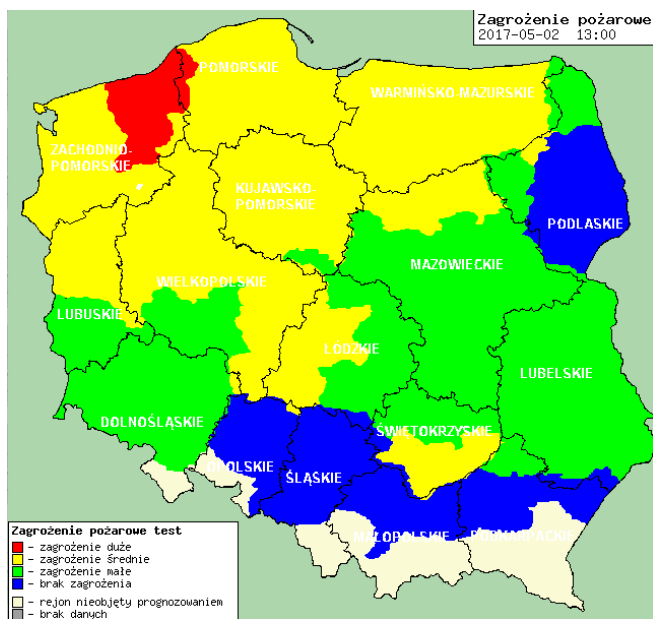 Zagrożenie pożarowe
2017-05-02 13:00
POMORSKIE
WARMIŃSKO-MAZURSKIE
ZACHODNIO-
POMORSKIE
KUJAWSKO-
POMORSKIE
PODLASKIE
MAZOWIECKIE
WIELKOPOLSKIE
LUBUSKIE
ŁÓDZKIE
LUBELSKIE
DOLNOŚLĄSKIE
ŚWIĘTOKRZYSKIE
OPOLSKIE
ŚLĄSKIE
MAŁOPOLSKIE
PODKARPACKIE
Zagrożenie pożarowe test
- zagrożenie duże
- zagrożenie średnie
- zagrożenie małe
- brak zagrożenia
- rejon nieobjęty prognozowaniem
- brak danych